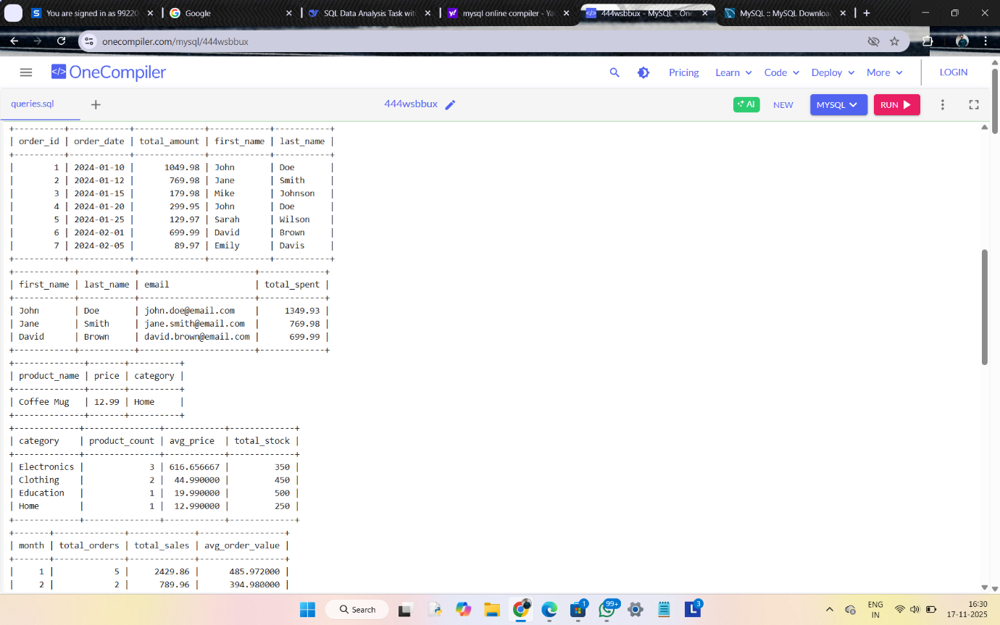 You are signed in as 99220
Google
SQL Data Analysis Task with
mysql online compiler - Ya
444wsbbux - MySQL - One
MySQL :: MySQL Downloa
onecompiler.com/mysql/444wsbbux
OneCompiler
Pricing
Learn
Code
Deploy
More
LOGIN
queries.sql
444wsbbux
AI
NEW
MYSQL
RUN
+----------+------------+--------------+------------+-----------+
| order_id | order_date | total_amount | first_name | last_name |
+----------+------------+--------------+------------+-----------+
|        1 | 2024-01-10 |      1049.98 | John       | Doe       |
|        2 | 2024-01-12 |       769.98 | Jane       | Smith     |
|        3 | 2024-01-15 |       179.98 | Mike       | Johnson   |
|        4 | 2024-01-20 |       299.95 | John       | Doe       |
|        5 | 2024-01-25 |       129.97 | Sarah      | Wilson    |
|        6 | 2024-02-01 |       699.99 | David      | Brown     |
|        7 | 2024-02-05 |        89.97 | Emily      | Davis     |
+----------+------------+--------------+------------+-----------+
+------------+-----------+-----------------------+-------------+
| first_name | last_name | email                 | total_spent |
+------------+-----------+-----------------------+-------------+
| John       | Doe       | john.doe@email.com    |     1349.93 |
| Jane       | Smith     | jane.smith@email.com  |      769.98 |
| David      | Brown     | david.brown@email.com |      699.99 |
+------------+-----------+-----------------------+-------------+
+--------------+-------+----------+
| product_name | price | category |
+--------------+-------+----------+
| Coffee Mug   | 12.99 | Home     |
+--------------+-------+----------+
+-------------+---------------+------------+-------------+
| category    | product_count | avg_price  | total_stock |
+-------------+---------------+------------+-------------+
| Electronics |             3 | 616.656667 |         350 |
| Clothing    |             2 |  44.990000 |         450 |
| Education   |             1 |  19.990000 |         500 |
| Home        |             1 |  12.990000 |         250 |
+-------------+---------------+------------+-------------+
+-------+--------------+-------------+-----------------+
| month | total_orders | total_sales | avg_order_value |
+-------+--------------+-------------+-----------------+
|     1 |            5 |     2429.86 |      485.972000 |
|     2 |            2 |      789.96 |      394.980000 |
Search
1
99+
3
ENG
IN
16:30
17-11-2025